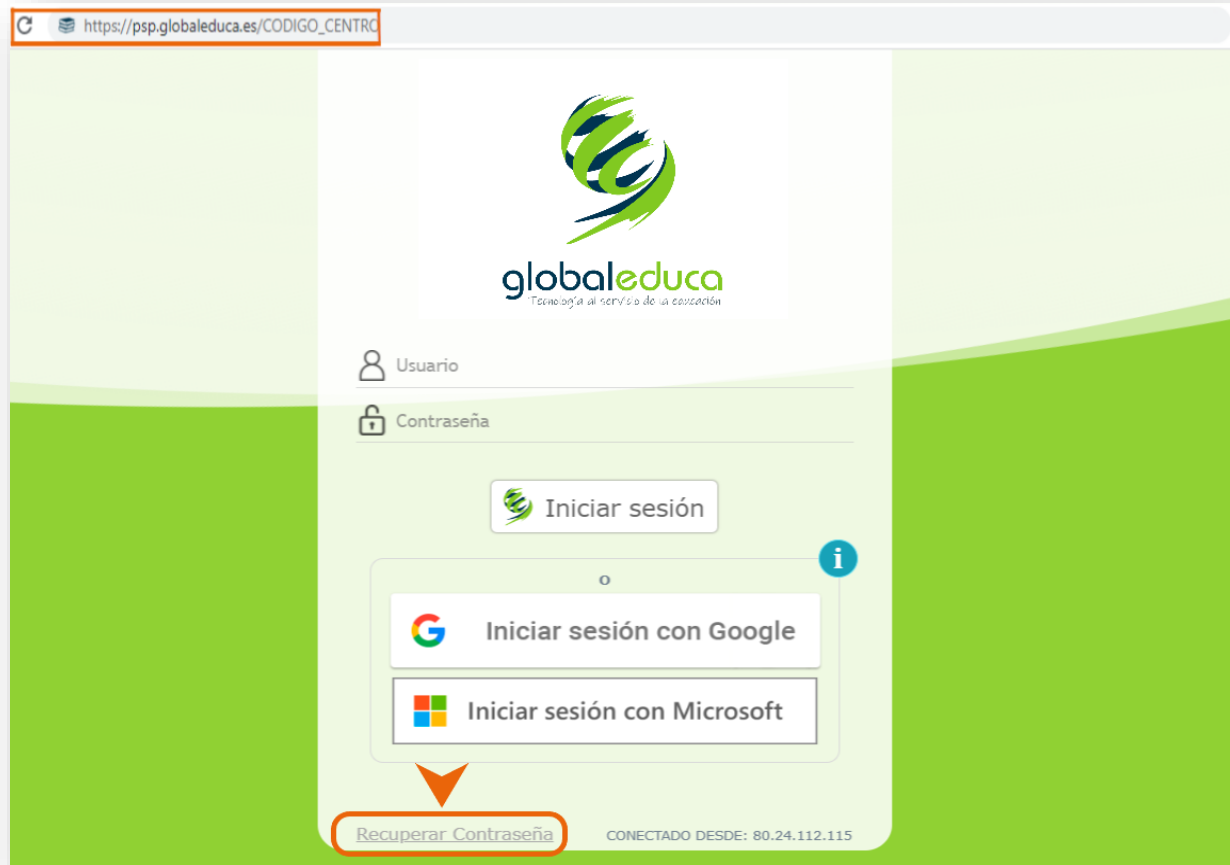 https://psp.globaleduca.es/CODIGO_CENTRO
globaleduca
Tecnología al servicio de la educación
Usuario
Contraseña
Iniciar sesión
i
o
Iniciar sesión con Google
Iniciar sesión con Microsoft
Recuperar Contraseña
CONECTADO DESDE: 80.24.112.115